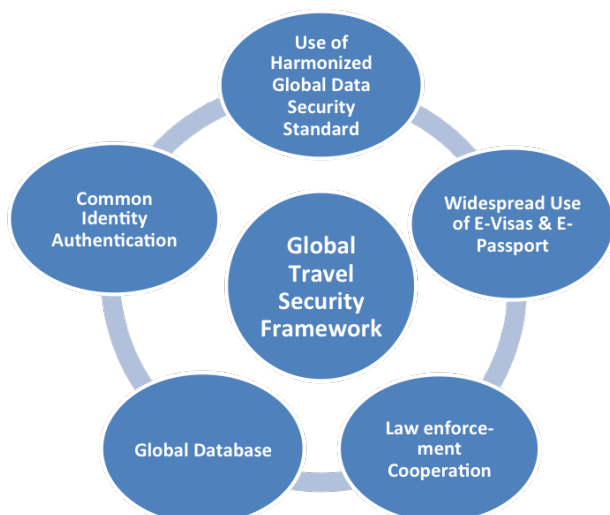 Use of
Harmonized
Global Data
Security
Standard
Common
Identity
Authentication
Widespread Use
of E-Visas & E-
Passport
Global
Travel
Security
Framework
Global Database
Law enforce-
ment
Cooperation